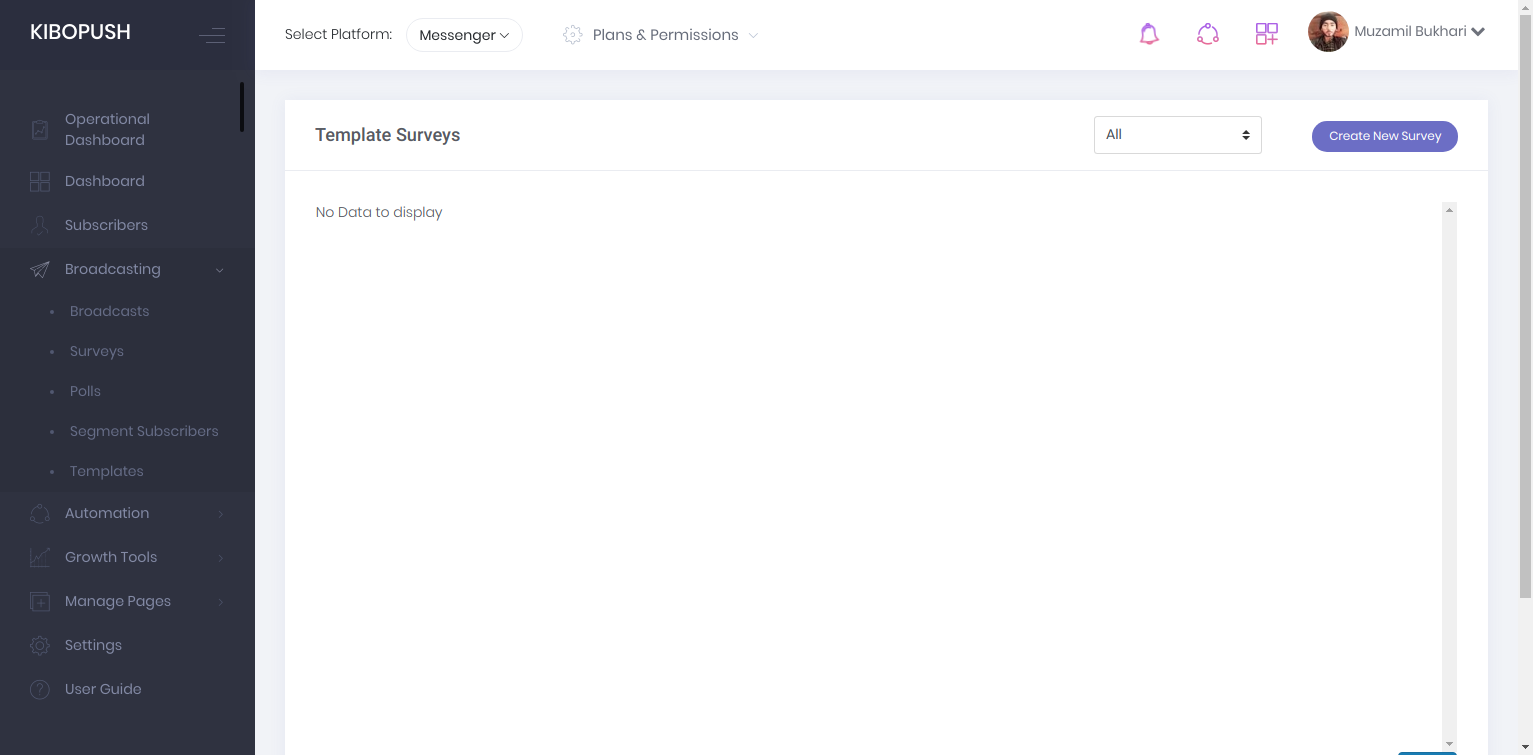 KIBOPUSH
Select Platform: Messenger
Plans & Permissions
Muzamil Bukhari
Operational
Dashboard
Dashboard
Subscribers
Broadcasting
Broadcasts
Surveys
Polls
Segment Subscribers
Templates
Automation
Growth Tools
Manage Pages
Settings
User Guide
Template Surveys
All
Create New Survey
No Data to display